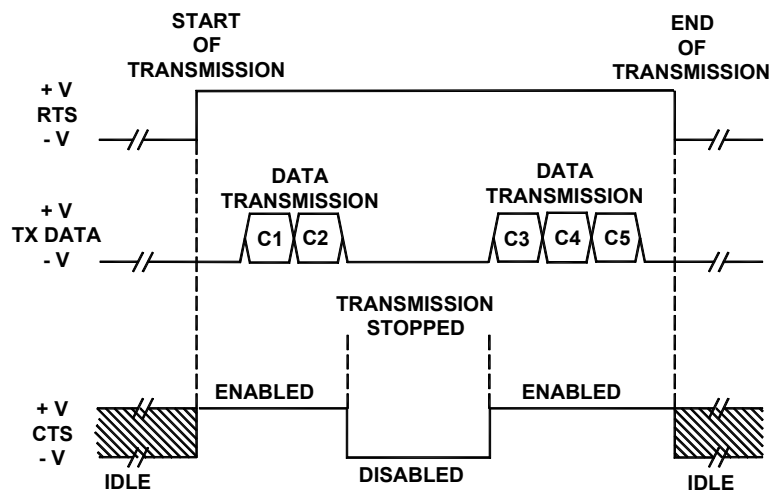 START
OF
TRANSMISSION
END
OF
TRANSMISSION
+ V
RTS
- V
DATA
TRANSMISSION
DATA
TRANSMISSION
+ V
TX DATA
- V
C1
C2
C3
C4
C5
TRANSMISSION
STOPPED
ENABLED
ENABLED
+ V
CTS
- V
IDLE
DISABLED
IDLE